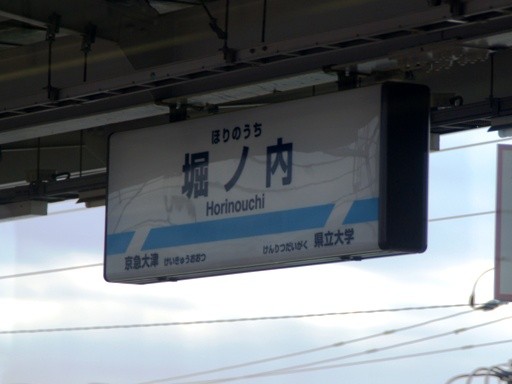 ほりのうち
堀ノ内
Horinouchi
京急大津 けいきゅうおおつ
けんりつだいがく 県立大学